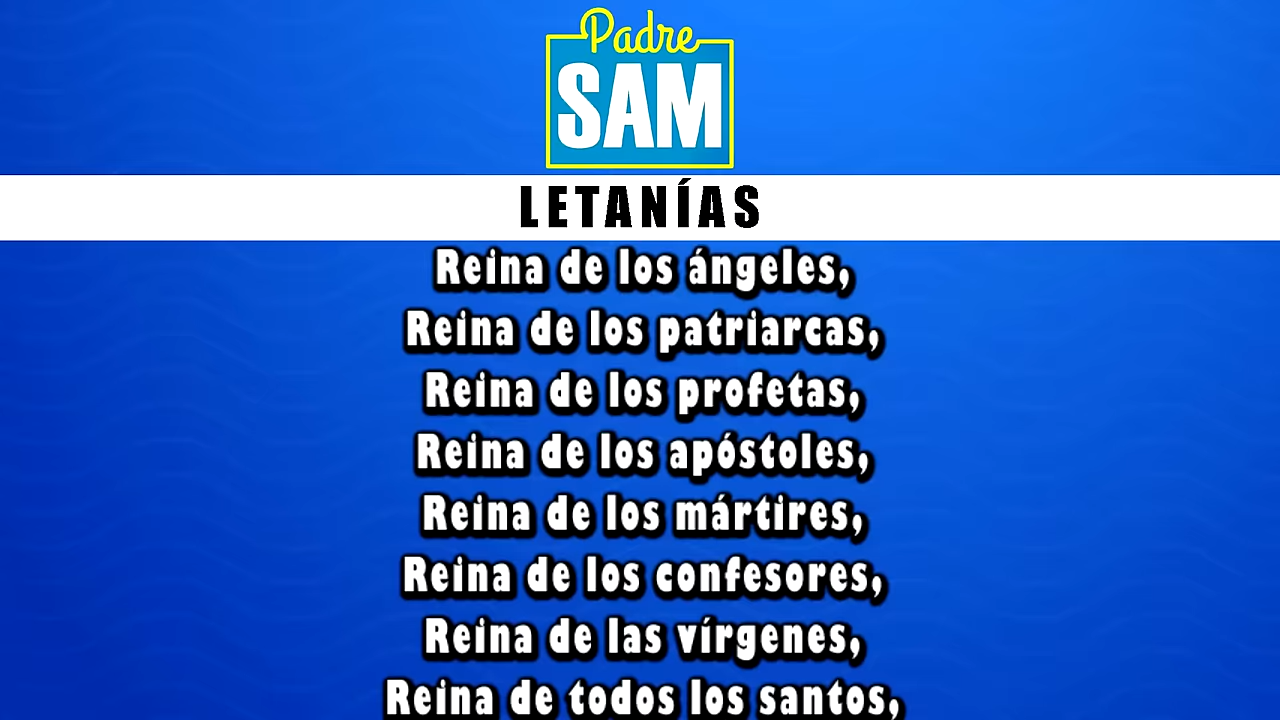 Padre
SAM
LETANÍAS
Reina de los ángeles,
Reina de los patriarcas,
Reina de los profetas,
Reina de los apóstoles,
Reina de los mártires,
Reina de los confesores,
Reina de las vírgenes,
Reina de todos los santos,